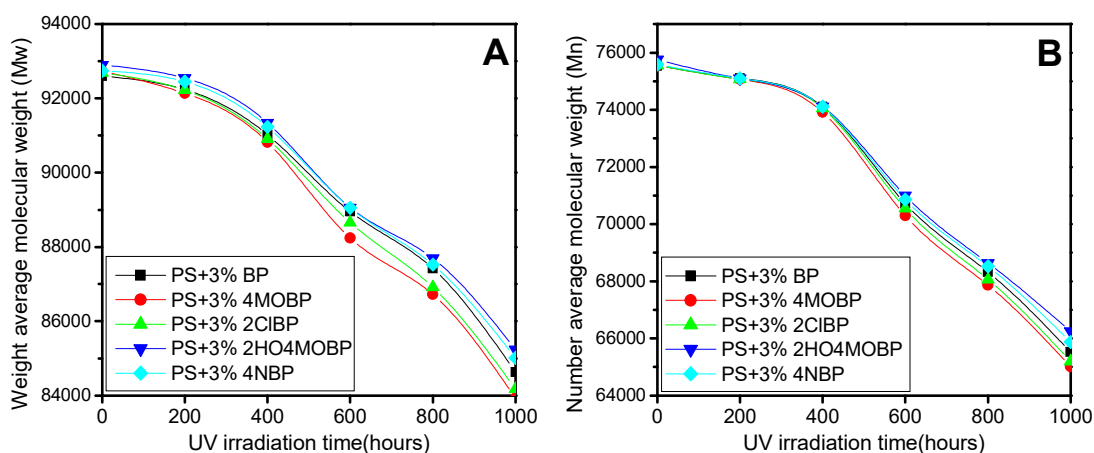 A
Weight average molecular weight (Mw)
94000
92000
90000
88000
86000
84000
PS+3% BP
PS+3% 4MOBP
PS+3% 2ClBP
PS+3% 2HO4MOBP
PS+3% 4NBP
0 200 400 600 800 1000
UV irradiation time(hours)
B
Number average molecular weight (Mn)
76000
74000
72000
70000
68000
66000
64000
PS+3% BP
PS+3% 4MOBP
PS+3% 2ClBP
PS+3% 2HO4MOBP
PS+3% 4NBP
0 200 400 600 800 1000
UV irradiation time(hours)